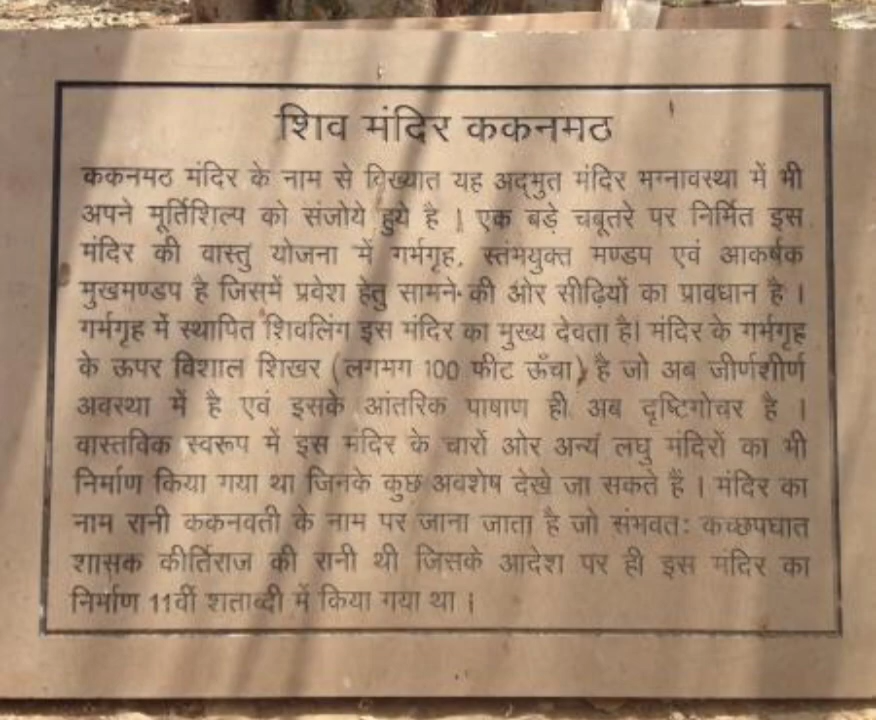 शिव मंदिर ककनमठ
ककनमठ मंदिर के नाम से विख्यात यह अद्भुत मंदिर भग्नावस्था में भी
अपने मूर्तिशिल्प को संजोये हुये है । एक बड़े चबूतरे पर निर्मित इस
मंदिर की वास्तु योजना में गर्भगृह, स्तंभयुक्त मण्डप एवं आकर्षक
मुखमण्डप है जिसमें प्रवेश हेतु सामने की ओर सीढ़ियों का प्रावधान है ।
गर्भगृह में स्थापित शिवलिंग इस मंदिर का मुख्य देवता है। मंदिर के गर्भगृह
के ऊपर विशाल शिखर (लगभग 100 फीट ऊँचा) है जो अब जीर्णशीर्ण
अवस्था में है एवं इसके आंतरिक पाषाण ही अब दृष्टिगोचर है ।
वास्तविक स्वरूप में इस मंदिर के चारों ओर अन्य लघु मंदिरों का भी
निर्माण किया गया था जिनके कुछ अवशेष देखे जा सकते हैं । मंदिर का
नाम रानी ककनवती के नाम पर जाना जाता है जो संभवतः कच्छपघात
शासक कीर्तिराज की रानी थी जिसके आदेश पर ही इस मंदिर का
निर्माण 11वीं शताब्दी में किया गया था ।